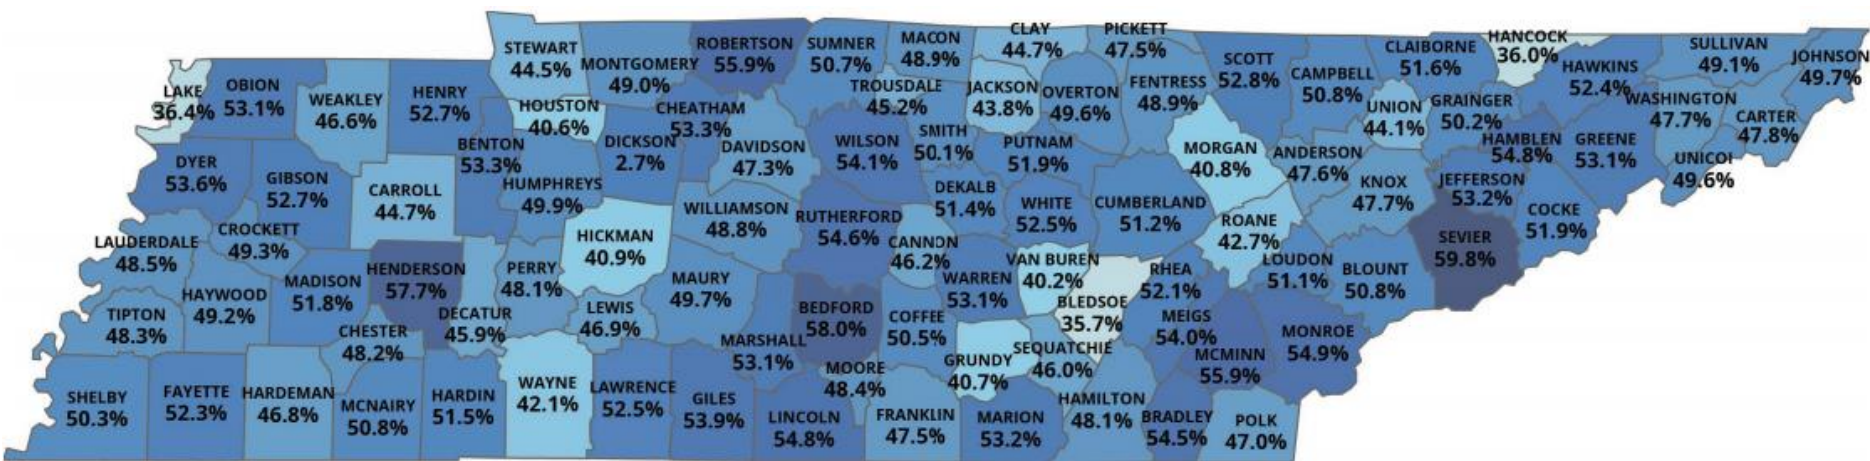 LAKE
36.4%
OBION
53.1%
WEAKLEY
46.6%
HENRY
52.7%
STEWART
44.5%
MONTGOMERY
49.0%
ROBERTSON
55.9%
SUMNER
50.7%
MACON
48.9%
CLAY
44.7%
PICKETT
47.5%
SCOTT
52.8%
CAMPBELL
50.8%
CLAIBORNE
51.6%
HANCOCK
36.0%
HAWKINS
52.4%
SULLIVAN
49.1%
JOHNSON
49.7%
HOUSTON
40.6%
CHEATHAM
53.3%
TROUSDALE
45.2%
JACKSON
43.8%
OVERTON
49.6%
FENTRESS
48.9%
UNION
44.1%
GRAINGER
50.2%
WASHINGTON
47.7%
CARTER
47.8%
DYER
53.6%
GIBSON
52.7%
CARROLL
44.7%
BENTON
53.3%
HUMPHREYS
49.9%
DICKSON
2.7%
DAVIDSON
47.3%
WILSON
54.1%
SMITH
50.1%
PUTNAM
51.9%
MORGAN
40.8%
ANDERSON
47.6%
HAMBLEN
54.8%
GREENE
53.1%
UNICOI
49.6%
LAUDERDALE
48.5%
CROCKETT
49.3%
HICKMAN
40.9%
WILLIAMSON
48.8%
RUTHERFORD
54.6%
CANNON
46.2%
DEKALB
51.4%
WHITE
52.5%
CUMBERLAND
51.2%
ROANE
42.7%
KNOX
47.7%
JEFFERSON
53.2%
SEVIER
59.8%
COCKE
51.9%
TIPTON
48.3%
HAYWOOD
49.2%
MADISON
51.8%
HENDERSON
57.7%
DECATUR
45.9%
PERRY
48.1%
LEWIS
46.9%
MAURY
49.7%
BEDFORD
58.0%
COFFEE
50.5%
WARREN
53.1%
VAN BUREN
40.2%
BLEDSOE
35.7%
RHEA
52.1%
LOUDON
51.1%
BLOUNT
50.8%
CHESTER
48.2%
MARSHALL
53.1%
MOORE
48.4%
GRUNDY
40.7%
SEQUATCHIE
46.0%
MEIGS
54.0%
MCMINN
55.9%
MONROE
54.9%
SHELBY
50.3%
FAYETTE
52.3%
HARDEMAN
46.8%
MCNAIRY
50.8%
HARDIN
51.5%
WAYNE
42.1%
LAWRENCE
52.5%
GILES
53.9%
LINCOLN
54.8%
FRANKLIN
47.5%
MARION
53.2%
HAMILTON
48.1%
BRADLEY
54.5%
POLK
47.0%